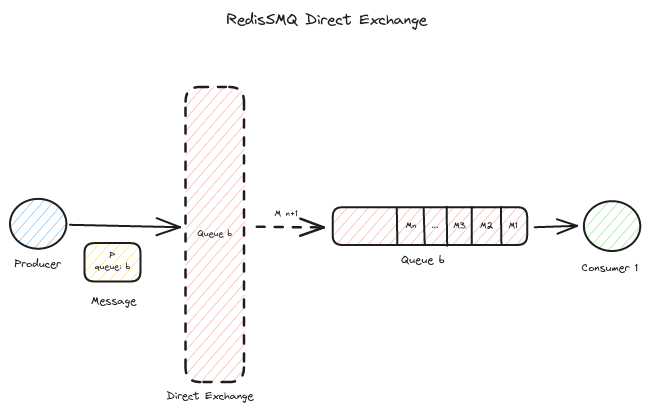 RedisSMQ Direct Exchange
Queue b
M n+1
Mn
...
M3
M2
M1
P
queue: b
Producer
Queue b
Consumer 1
Message
Direct Exchange